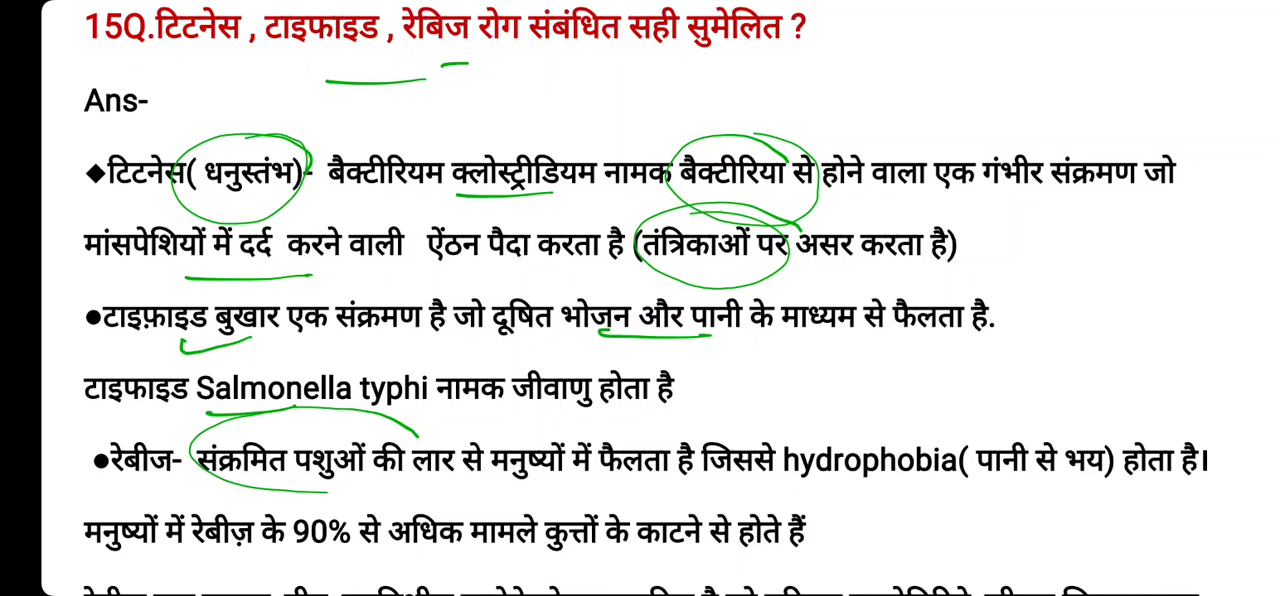 15Q.टिटनेस , टाइफाइड , रेबिज रोग संबंधित सही सुमेलित ?
Ans-
◆टिटनेस( धनुस्तंभ)- बैक्टीरियम क्लोस्ट्रीडियम नामक बैक्टीरिया से होने वाला एक गंभीर संक्रमण जो
मांसपेशियों में दर्द करने वाली ऐंठन पैदा करता है (तंत्रिकाओं पर असर करता है)
●टाइफ़ाइड बुखार एक संक्रमण है जो दूषित भोजन और पानी के माध्यम से फैलता है.
टाइफाइड Salmonella typhi नामक जीवाणु होता है
●रेबीज- संक्रमित पशुओं की लार से मनुष्यों में फैलता है जिससे hydrophobia( पानी से भय) होता है।
मनुष्यों में रेबीज़ के 90% से अधिक मामले कुत्तों के काटने से होते हैं